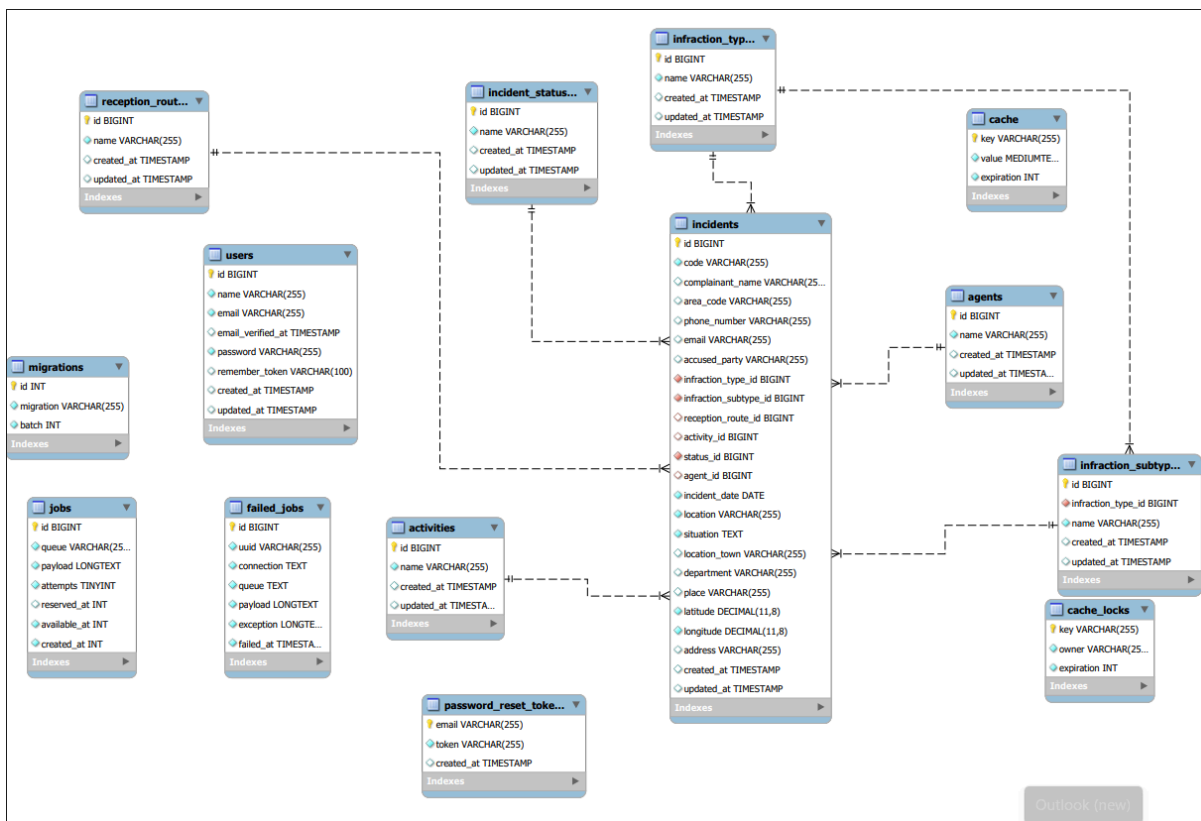 infraction_typ...
id BIGINT
name VARCHAR(255)
created_at TIMESTAMP
updated_at TIMESTAMP
Indexes
reception_rout...
id BIGINT
name VARCHAR(255)
created_at TIMESTAMP
updated_at TIMESTAMP
Indexes
incident_status...
id BIGINT
name VARCHAR(255)
created_at TIMESTAMP
updated_at TIMESTAMP
Indexes
cache
key VARCHAR(255)
value MEDIUMTE...
expiration INT
Indexes
incidents
id BIGINT
code VARCHAR(255)
complainant_name VARCHAR(25...
area_code VARCHAR(255)
phone_number VARCHAR(255)
email VARCHAR(255)
accused_party VARCHAR(255)
infraction_type_id BIGINT
infraction_subtype_id BIGINT
reception_route_id BIGINT
activity_id BIGINT
status_id BIGINT
agent_id BIGINT
incident_date DATE
location VARCHAR(255)
situation TEXT
location_town VARCHAR(255)
department VARCHAR(255)
place VARCHAR(255)
latitude DECIMAL(11,8)
longitude DECIMAL(11,8)
address VARCHAR(255)
created_at TIMESTAMP
updated_at TIMESTAMP
Indexes
users
id BIGINT
name VARCHAR(255)
email VARCHAR(255)
email_verified_at TIMESTAMP
password VARCHAR(255)
remember_token VARCHAR(100)
created_at TIMESTAMP
updated_at TIMESTAMP
Indexes
agents
id BIGINT
name VARCHAR(255)
created_at TIMESTAMP
updated_at TIMESTA...
Indexes
migrations
id INT
migration VARCHAR(255)
batch INT
Indexes
infraction_subtyp...
id BIGINT
infraction_type_id BIGINT
name VARCHAR(255)
created_at TIMESTAMP
updated_at TIMESTAMP
Indexes
jobs
id BIGINT
queue VARCHAR(25...
payload LONGTEXT
attempts TINYINT
reserved_at INT
available_at INT
created_at INT
Indexes
failed_jobs
id BIGINT
uuid VARCHAR(255)
connection TEXT
queue TEXT
payload LONGTEXT
exception LONGTE...
failed_at TIMESTA...
Indexes
activities
id BIGINT
name VARCHAR(255)
created_at TIMESTAMP
updated_at TIMESTA...
Indexes
cache_locks
key VARCHAR(255)
owner VARCHAR(25...
expiration INT
Indexes
password_reset_toke...
email VARCHAR(255)
token VARCHAR(255)
created_at TIMESTAMP
Indexes
Outlook (new)